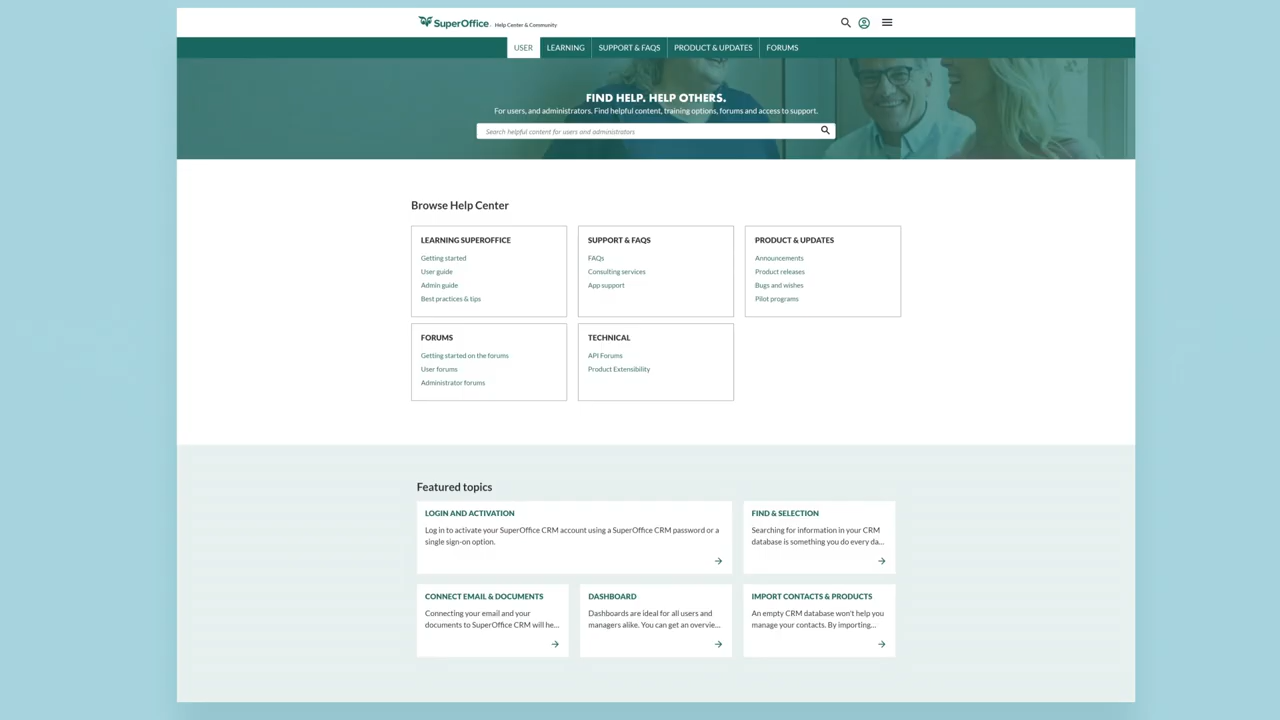 SuperOffice Help Center & Community
USER LEARNING SUPPORT & FAQS PRODUCT & UPDATES FORUMS
FIND HELP. HELP OTHERS.
For users, and administrators. Find helpful content, training options, forums and access to support.
Search helpful content for users and administrators
Browse Help Center
LEARNING SUPEROFFICE
Getting started
User guide
Admin guide
Best practices & tips
SUPPORT & FAQS
FAQs
Consulting services
App support
PRODUCT & UPDATES
Announcements
Product releases
Bugs and wishes
Pilot programs
FORUMS
Getting started on the forums
User forums
Administrator forums
TECHNICAL
API Forums
Product Extensibility
Featured topics
LOGIN AND ACTIVATION
Log in to activate your SuperOffice CRM account using a SuperOffice CRM password or a
single sign-on option.
FIND & SELECTION
Searching for information in your CRM
database is something you do every da...
CONNECT EMAIL & DOCUMENTS
Connecting your email and your
documents to SuperOffice CRM will he...
DASHBOARD
Dashboards are ideal for all users and
managers alike. You can get an overvie...
IMPORT CONTACTS & PRODUCTS
An empty CRM database won't help you
manage your contacts. By importing...